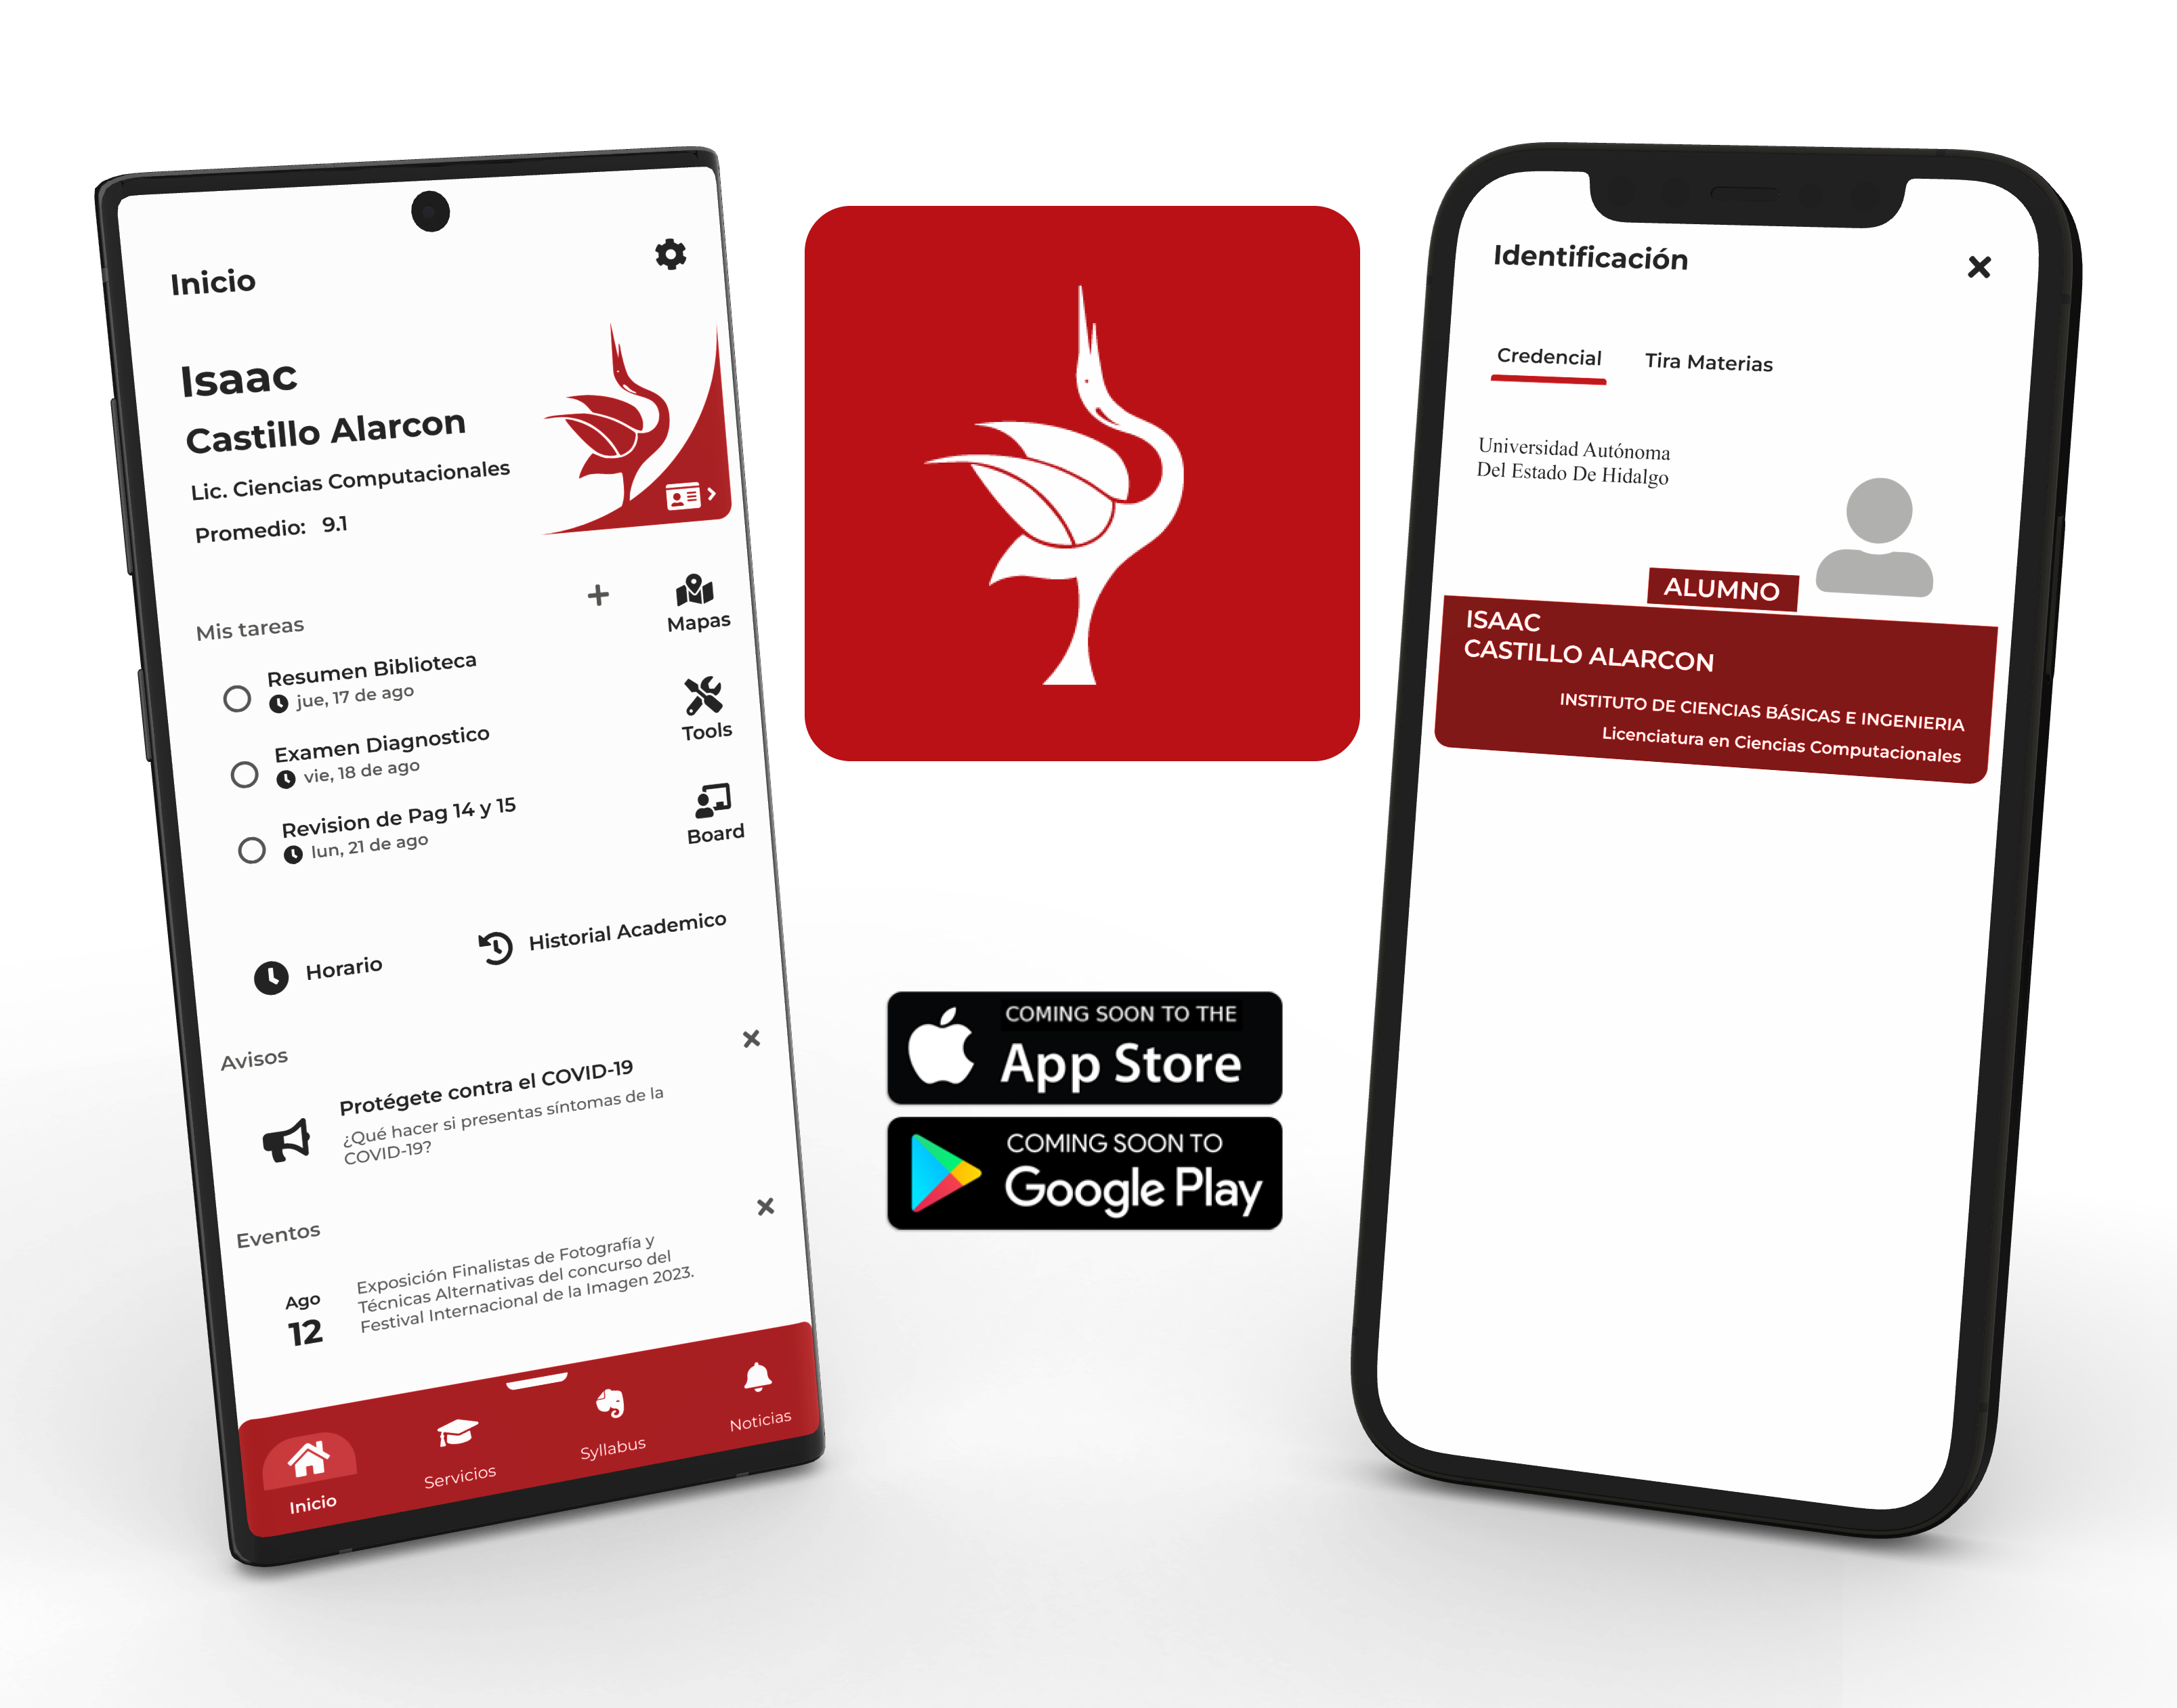 Inicio
Isaac
Castillo Alarcon
Lic. Ciencias Computacionales
Promedio: 9.1
Mis tareas
Resumen Biblioteca
jue, 17 de ago
Examen Diagnostico
vie, 18 de ago
Revision de Pag 14 y 15
lun, 21 de ago
Mapas
Tools
Board
Horario
Historial Academico
Avisos
Protégete contra el COVID-19
¿Qué hacer si presentas síntomas de la
COVID-19?
Eventos
Ago
12
Exposición Finalistas de Fotografía y
Técnicas Alternativas del concurso del
Festival Internacional de la Imagen 2023.
Inicio
Servicios
Syllabus
Noticias
COMING SOON TO THE
App Store
COMING SOON TO
Google Play
Identificación
Credencial
Tira Materias
Universidad Autónoma
Del Estado De Hidalgo
ALUMNO
ISAAC
CASTILLO ALARCON
INSTITUTO DE CIENCIAS BÁSICAS E INGENIERIA
Licenciatura en Ciencias Computacionales